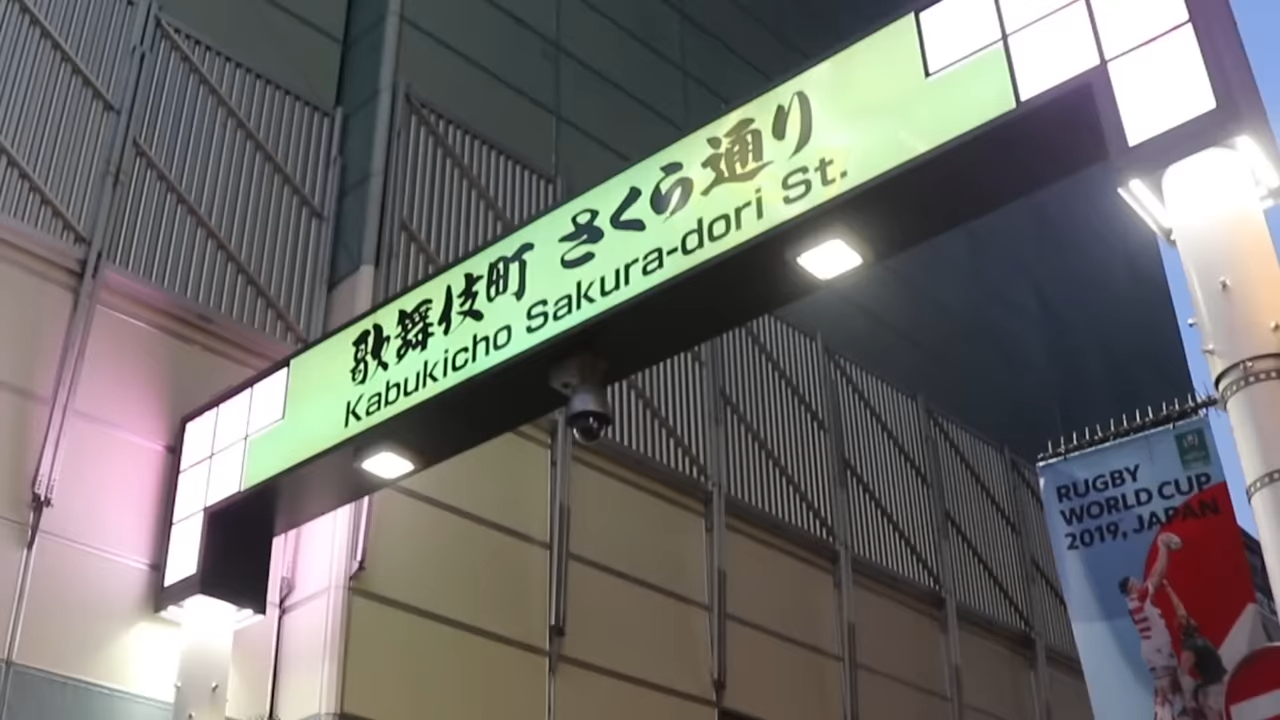 歌舞伎町 さくら通り
Kabukicho Sakura-dori St.
RUGBY
WORLD CUP
2019, JAPAN